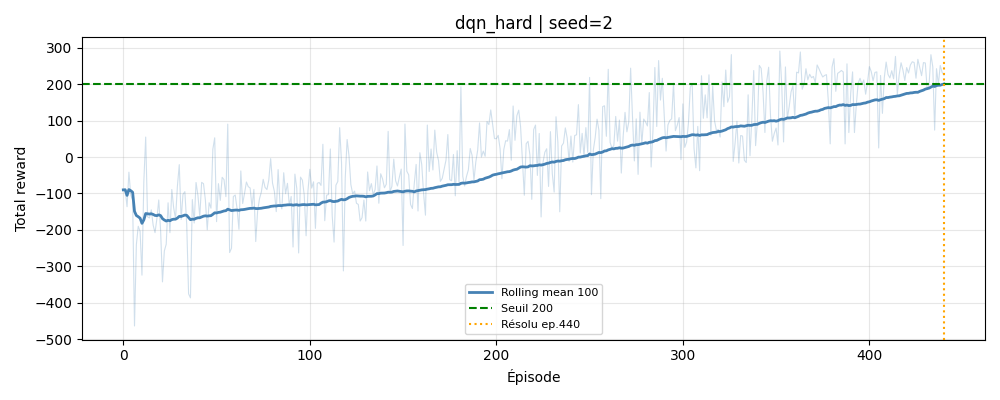 dqn_hard | seed=2
Total reward
300
200
100
0
−100
−200
−300
−400
−500
Rolling mean 100
Seuil 200
Résolu ep.440
0 100 200 300 400
Épisode